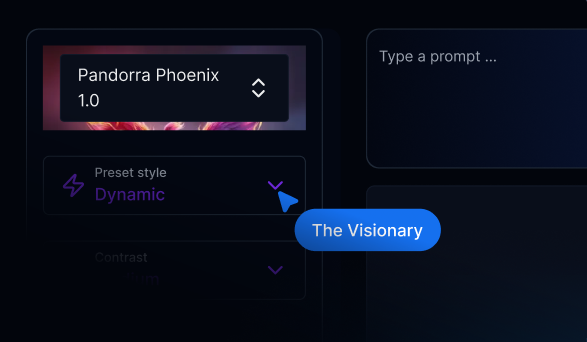 Pandorra Phoenix
1.0
Type a prompt ...
Preset style
Dynamic
The Visionary
Contrast